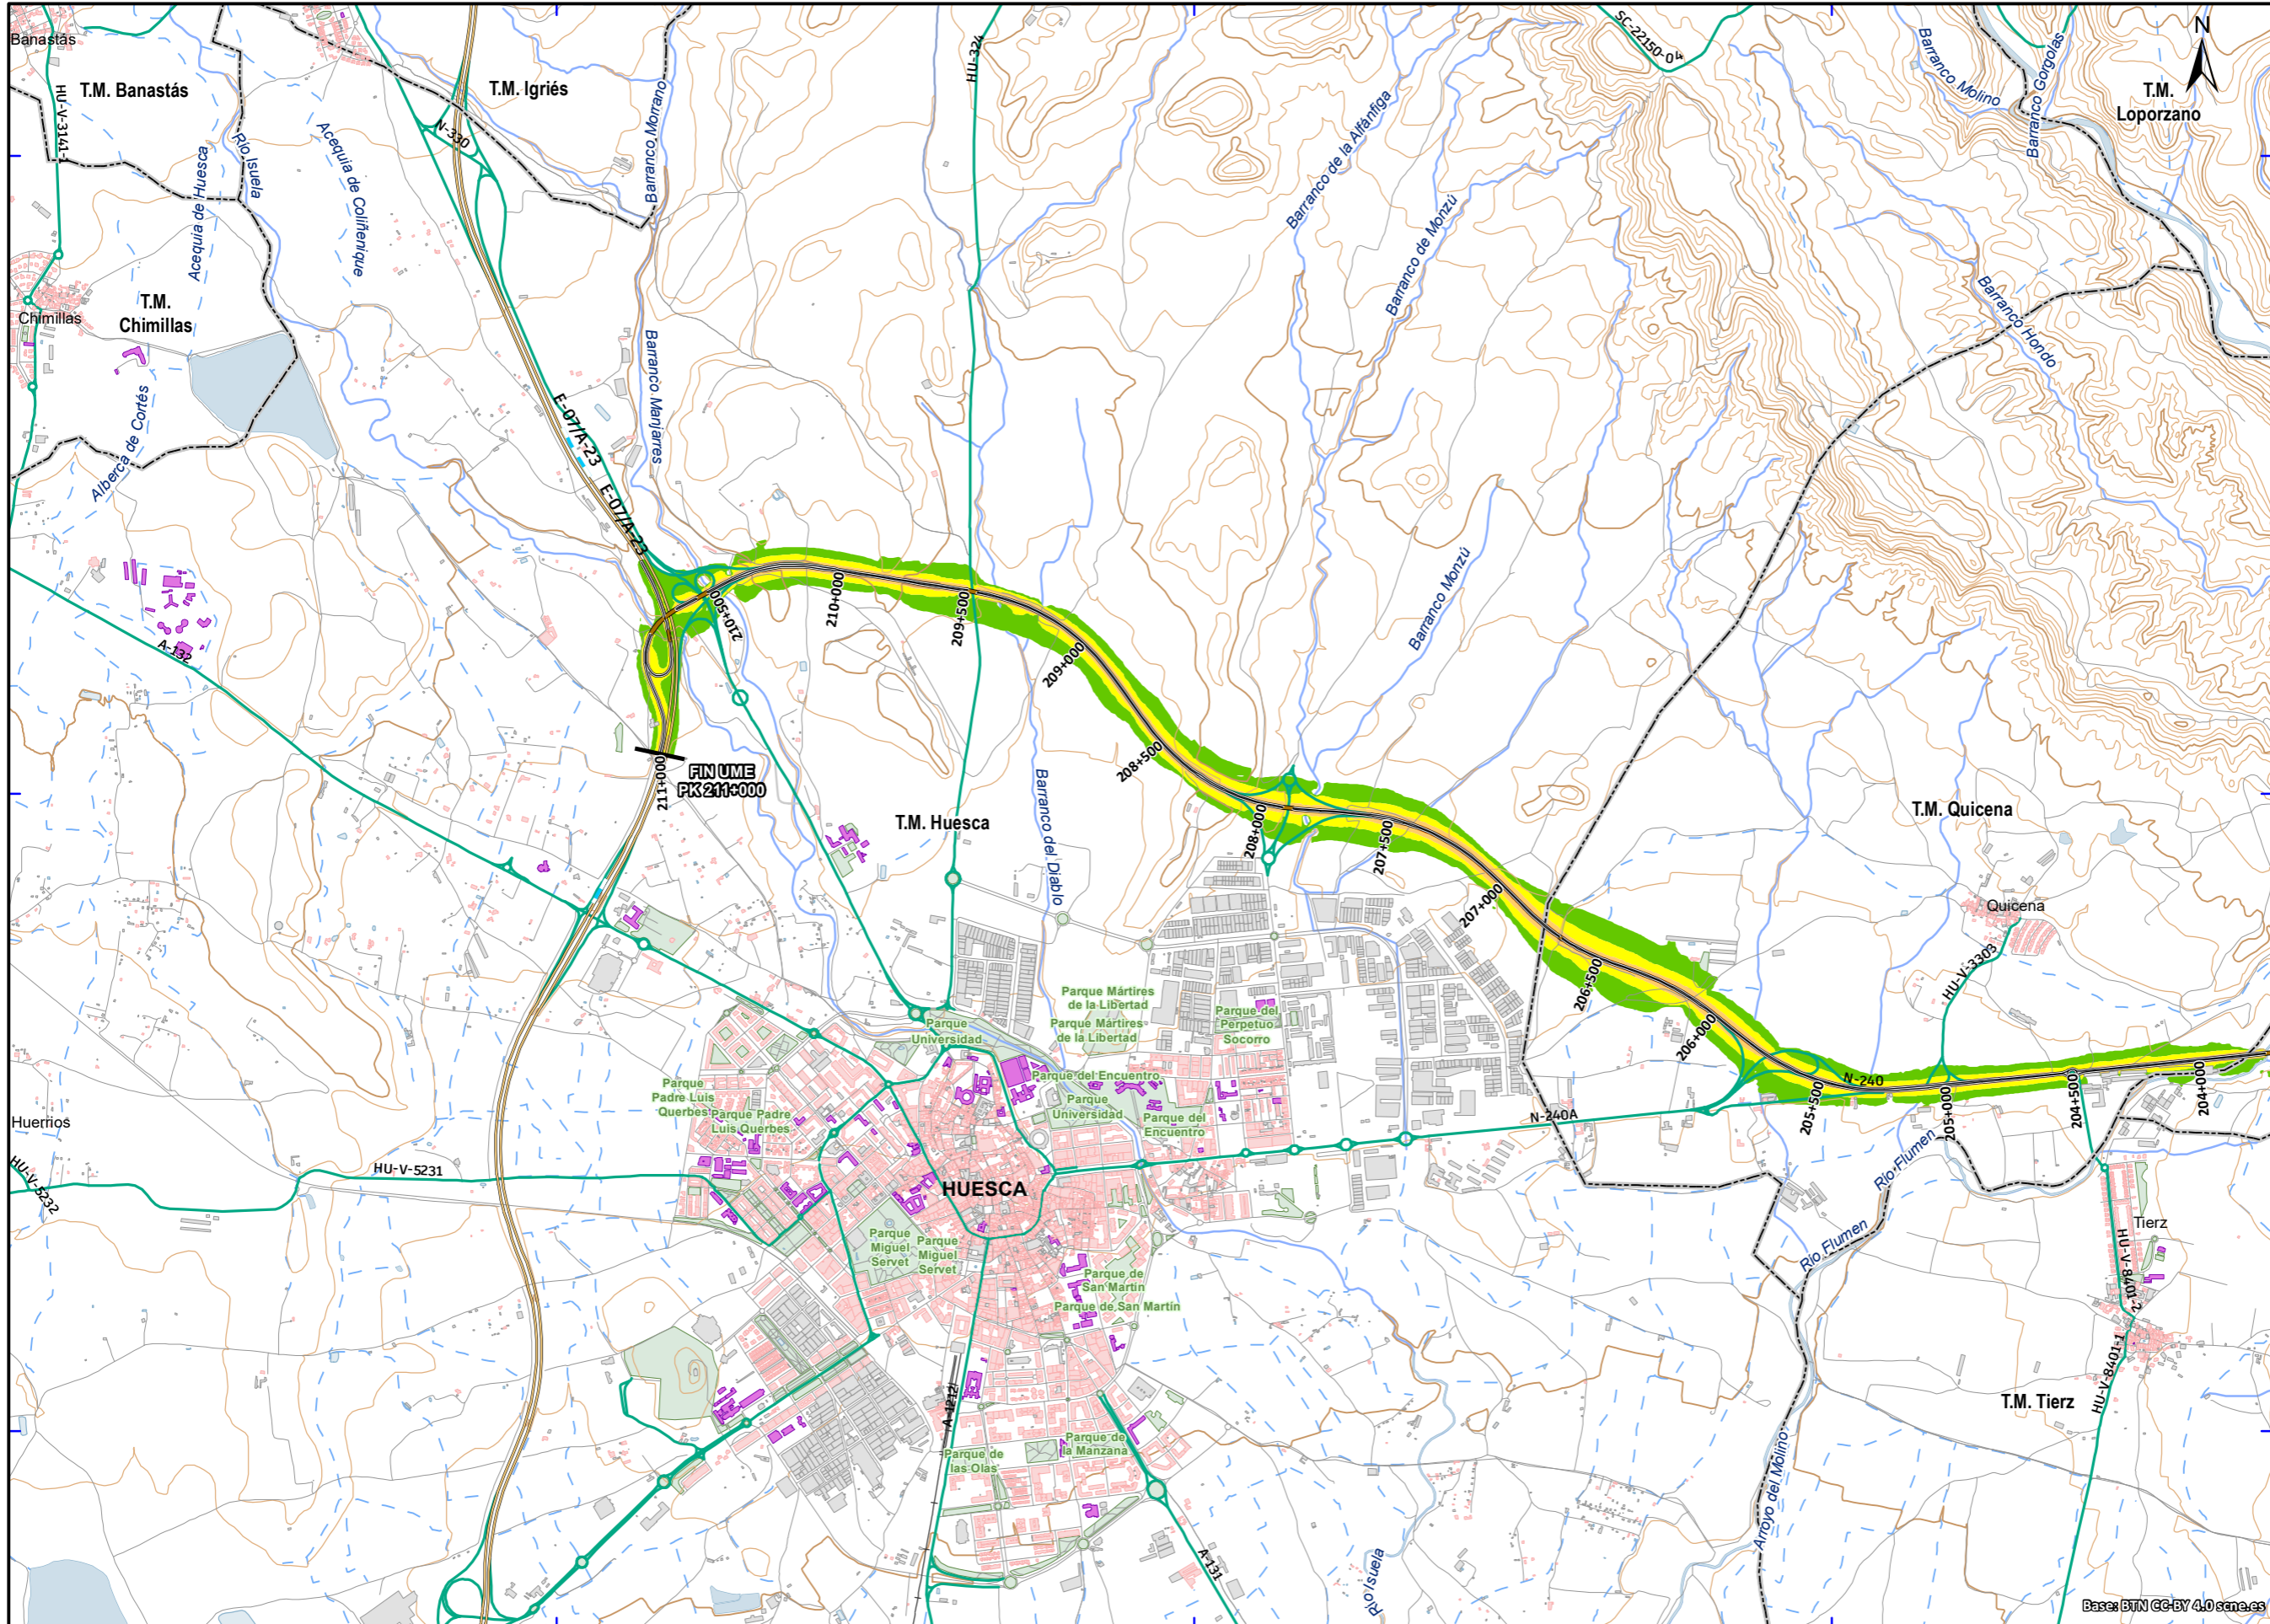 Banastás
T.M. Banastás
T.M. Igriés
HU-324
SC-22150-04
N
Barranco Molino
Barranco Gorgolas
T.M.
Loporzano
HU-V-3141-1
N-330
Acequia de Huesca
Río Isuela
Acequia de Coliñenique
Barranco Morrano
Barranco de la Alfánfiga
Barranco de Monzú
Barranco Hondo
T.M.
Chimillas
Chimillas
Alberca de Cortés
E-07/A-23
E-07/A-23
Barranco Manjarres
A-132
210+500
210+000
209+500
209+000
Barranco Monzú
208+500
208+000
207+500
207+000
206+500
206+000
205+500
205+000
204+500
204+000
211+000
FIN UME
PK 211+000
T.M. Huesca
Barranco del Diablo
T.M. Quicena
Quicena
HU-V-3303
N-240
N-240A
Parque Mártires
de la Libertad
Parque Mártires
de la Libertad
Parque del
Perpetuo
Socorro
Parque
Universidad
Parque del Encuentro
Parque
Universidad
Parque del
Encuentro
Parque
Padre Luis
Querbes
Parque Padre
Luis Querbes
Huerrios
HU-V-5232
HU-V-5231
HUESCA
Río Flumen
Río Flumen
Tierz
HU-V-8401-2
HU-V-8401-1
T.M. Tierz
Parque
Miguel
Servet
Parque
Miguel
Servet
Parque de
San Martín
Parque de San Martín
A-1212
Parque de
la Manzana
Parque de
las Olas
A-131
Río Isuela
Arroyo del Molino
Base: BTN CC-BY 4.0 scne.es